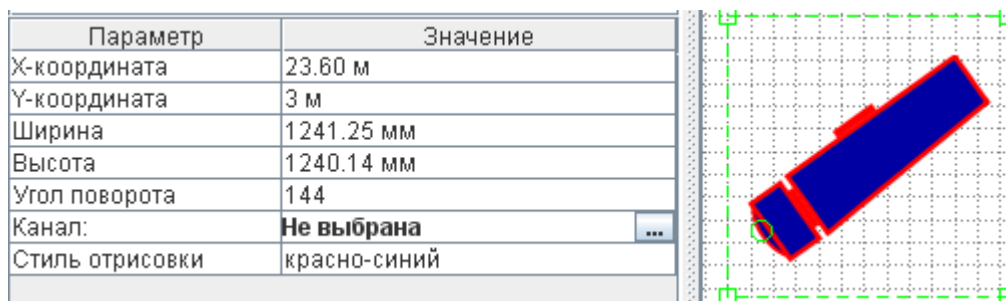 Параметр Значение
X-координата 23.60 м
Y-координата 3 м
Ширина 1241.25 мм
Высота 1240.14 мм
Угол поворота 144
Канал: Не выбрана ...
Стиль отрисовки красно-синий